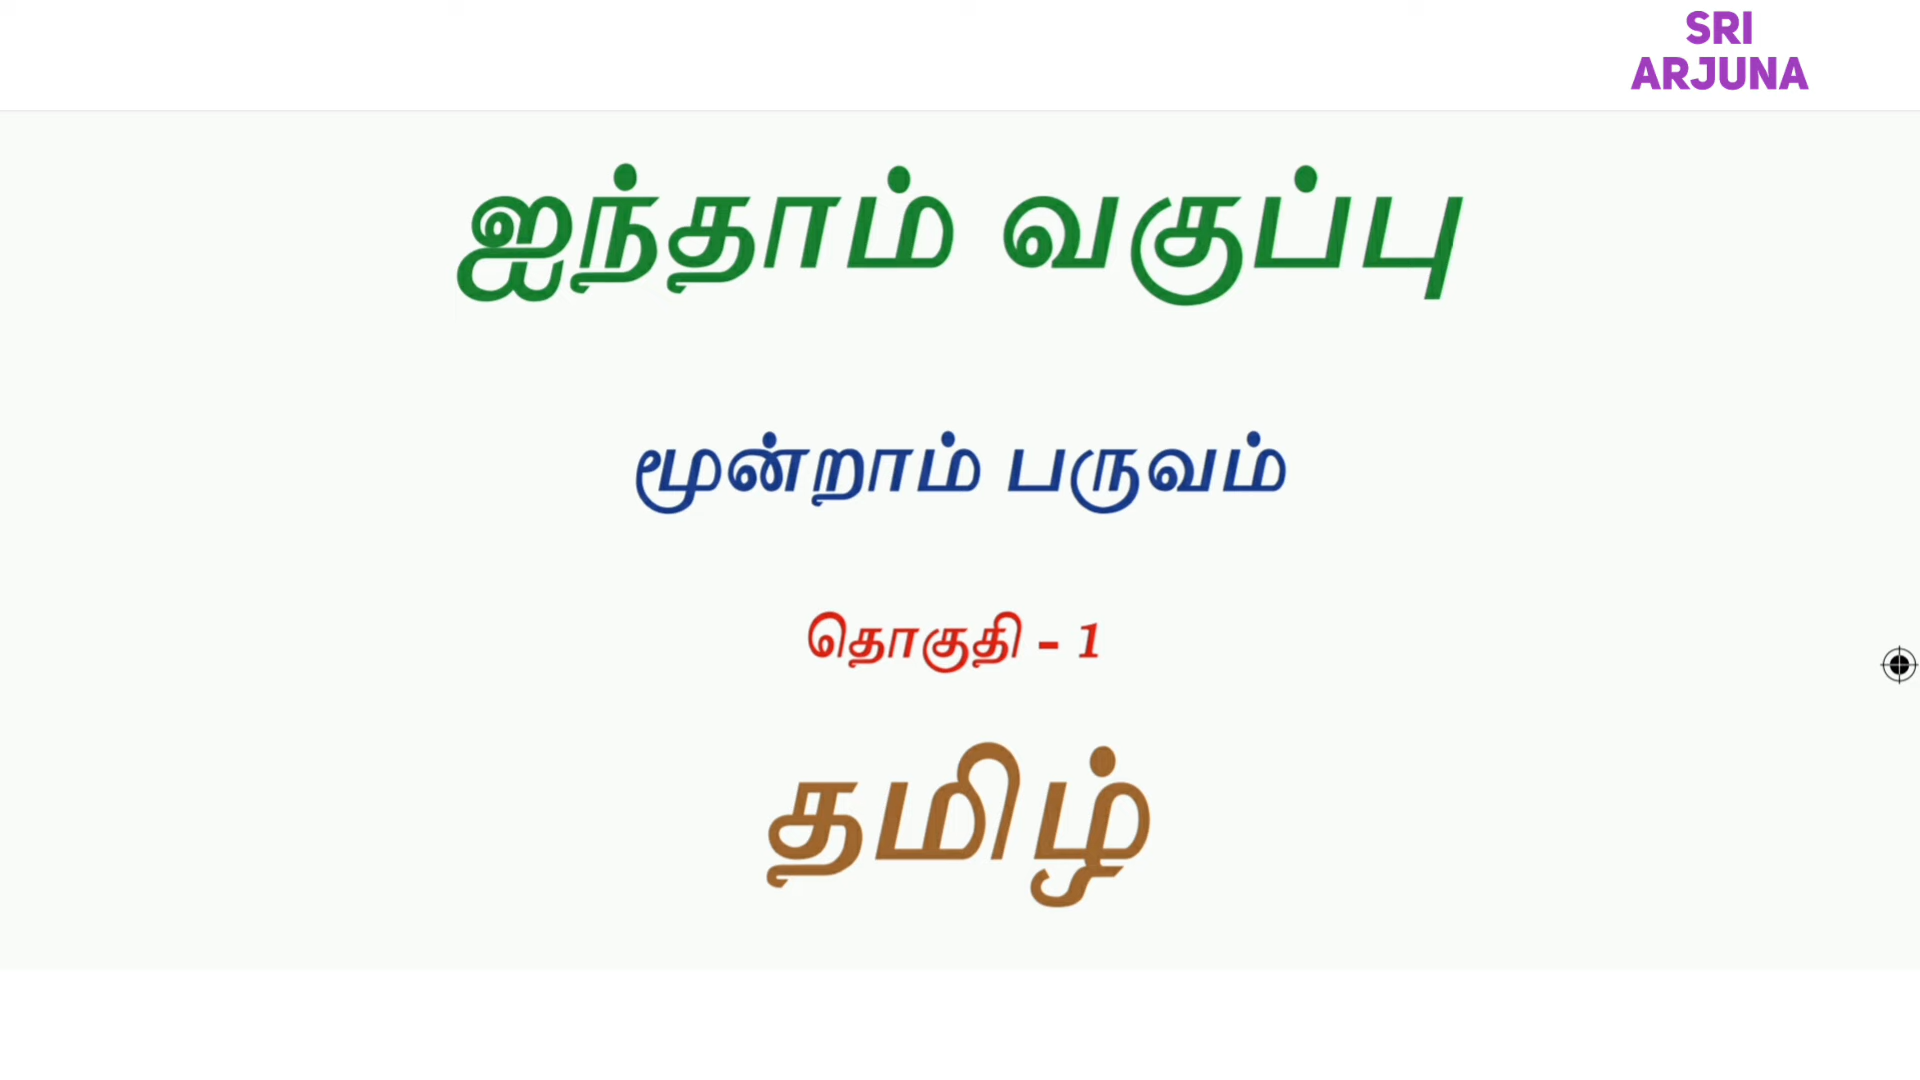 SRI
ARJUNA
ஐந்தாம் வகுப்பு
மூன்றாம் பருவம்
தொகுதி - 1
தமிழ்